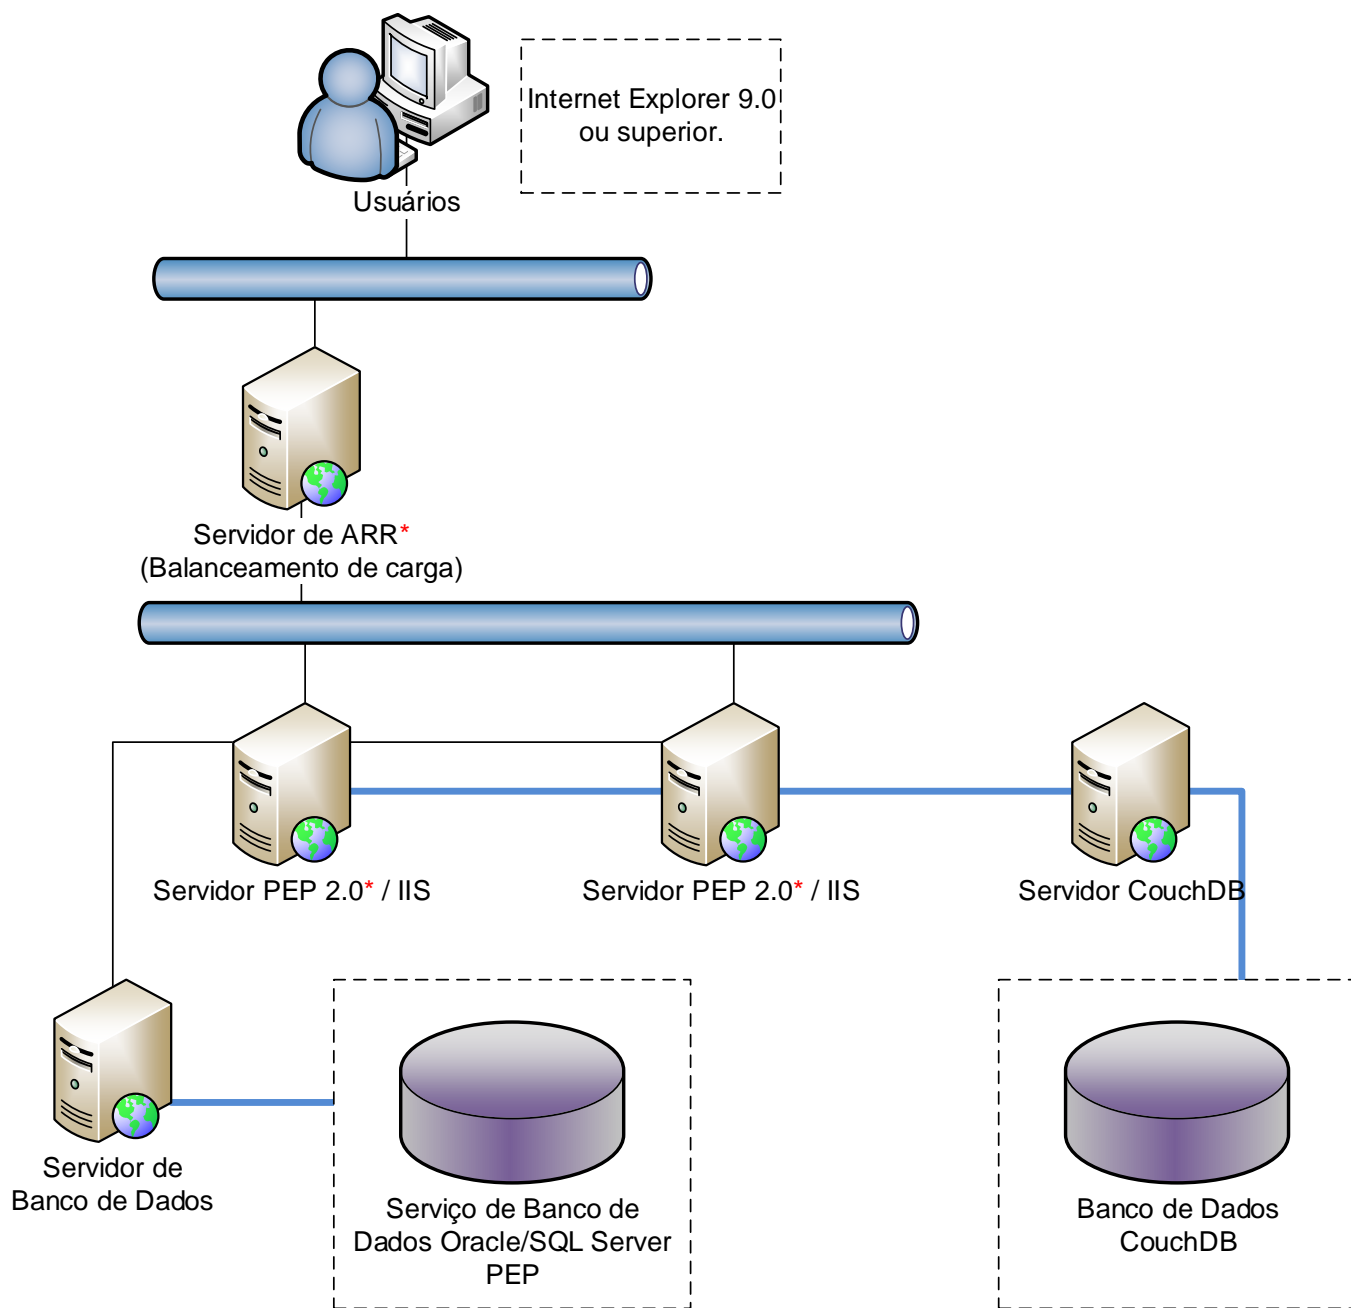 Internet Explorer 9.0
ou superior.
Usuários
Servidor de ARR*
(Balanceamento de carga)
Servidor PEP 2.0* / IIS
Servidor PEP 2.0* / IIS
Servidor CouchDB
Servidor de
Banco de Dados
Serviço de Banco de
Dados Oracle/SQL Server
PEP
Banco de Dados
CouchDB